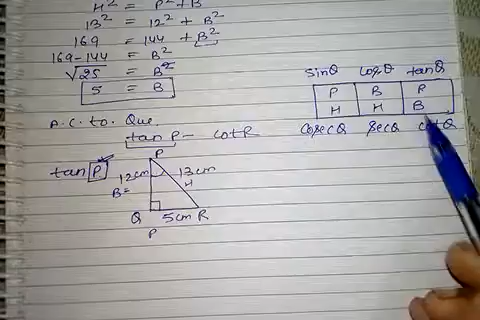 H² = P² + B
13² = 12² + B²
169 = 144 + B²
169-144 = B²
√25 = B²
5 = B
sinθ cosθ tanθ
P B P
H H B
cosecθ secθ cotθ
A.C. to. Que.
tan P - cot R
P
tan P
12cm 13cm
B= H
Q 5cm R
P